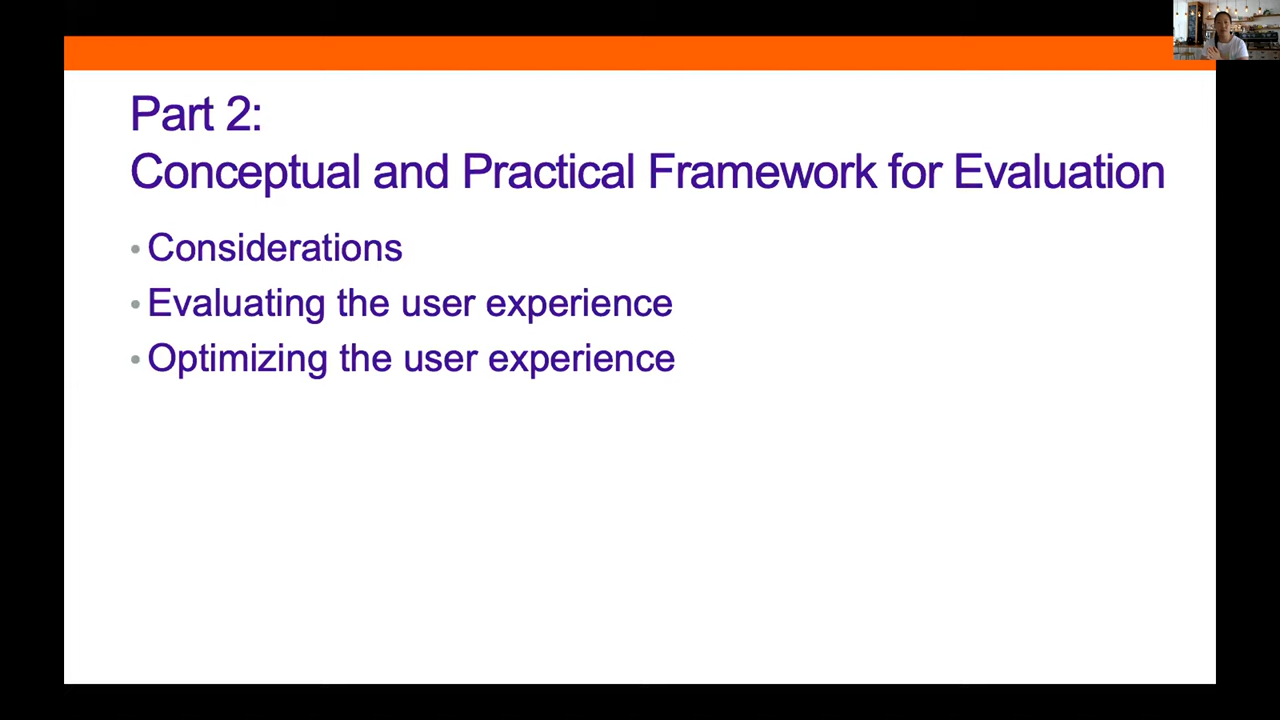 Part 2:
Conceptual and Practical Framework for Evaluation
• Considerations
• Evaluating the user experience
• Optimizing the user experience